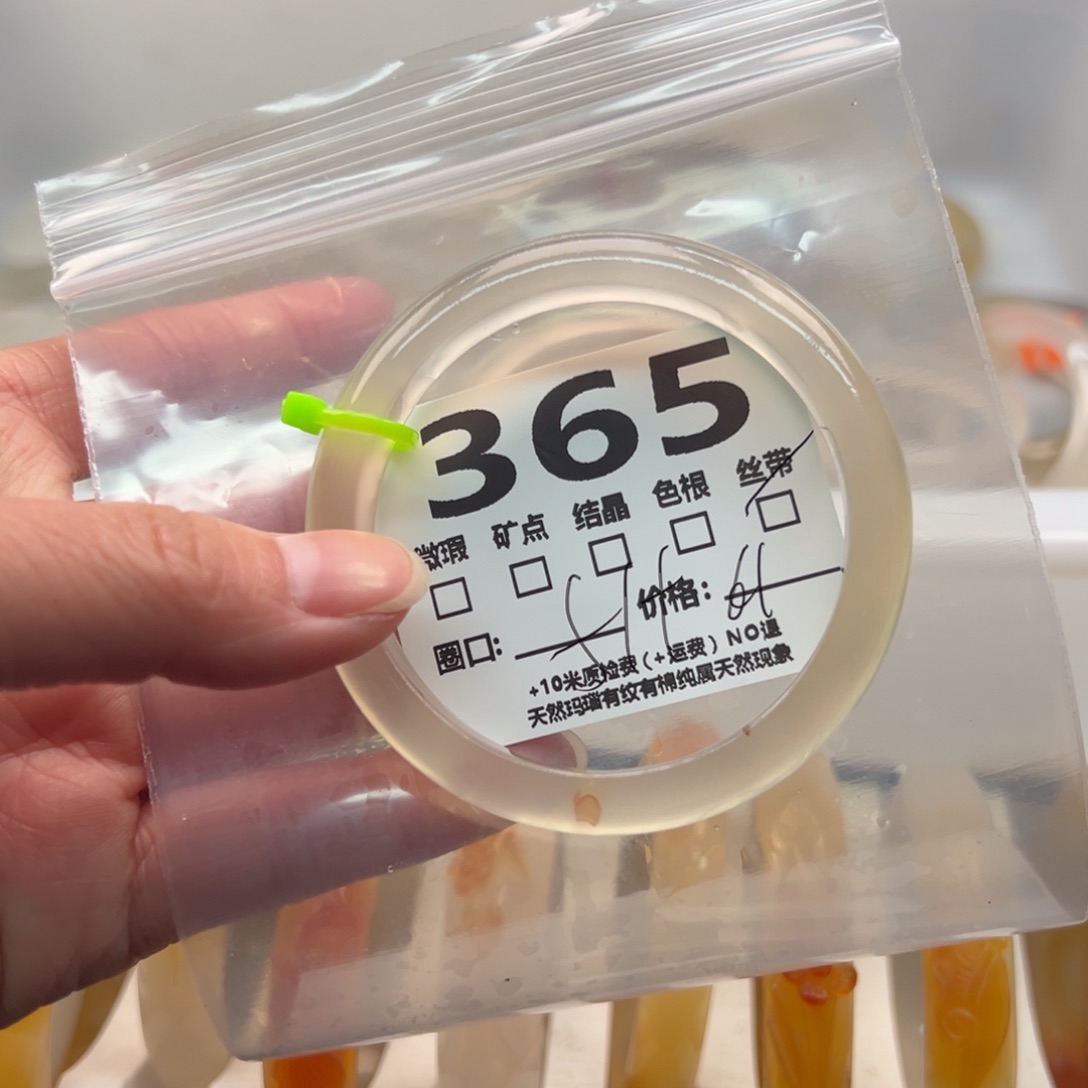 365
微瑕 矿点 结晶 色根 丝带
圈口: 价格:
+10米质检费(+运费)NO退
天然玛瑙有纹有棉纯属天然现象